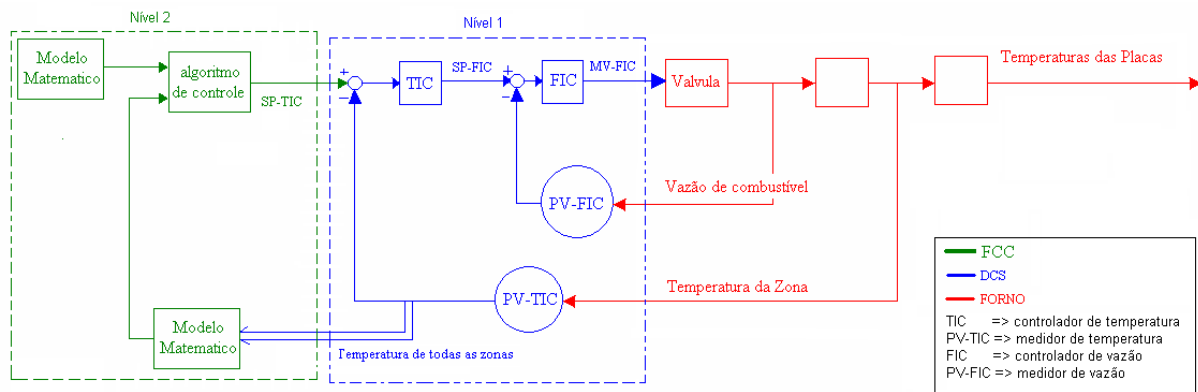 Nível 2
Nível 1
Modelo
Matematico
algoritmo
de controle
SP-TIC
+
−
TIC
SP-FIC
+
−
FIC
MV-FIC
Valvula
Temperaturas das Placas
PV-FIC
Vazão de combustível
PV-TIC
Temperatura da Zona
Modelo
Matematico
Temperatura de todas as zonas
FCC
DCS
FORNO
TIC => controlador de temperatura
PV-TIC => medidor de temperatura
FIC => controlador de vazão
PV-FIC => medidor de vazão